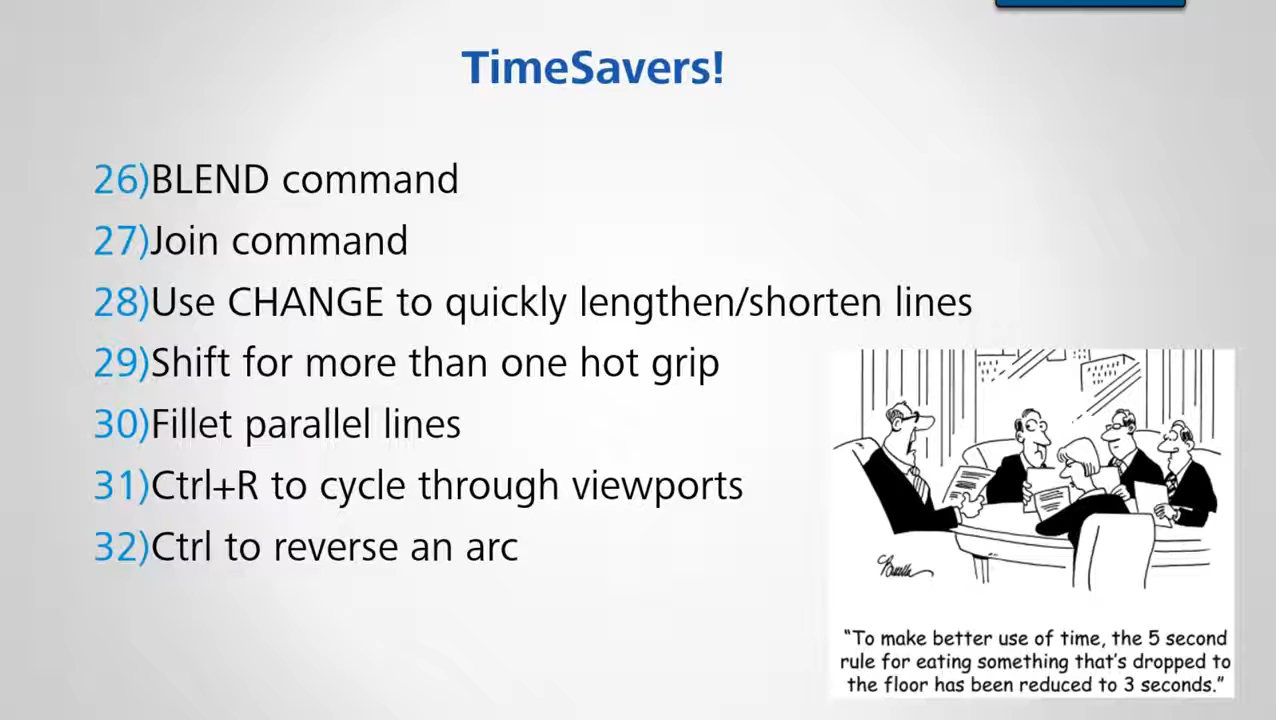 TimeSavers!
26)BLEND command
27)Join command
28)Use CHANGE to quickly lengthen/shorten lines
29)Shift for more than one hot grip
30)Fillet parallel lines
31)Ctrl+R to cycle through viewports
32)Ctrl to reverse an arc
“To make better use of time, the 5 second
rule for eating something that’s dropped to
the floor has been reduced to 3 seconds.”